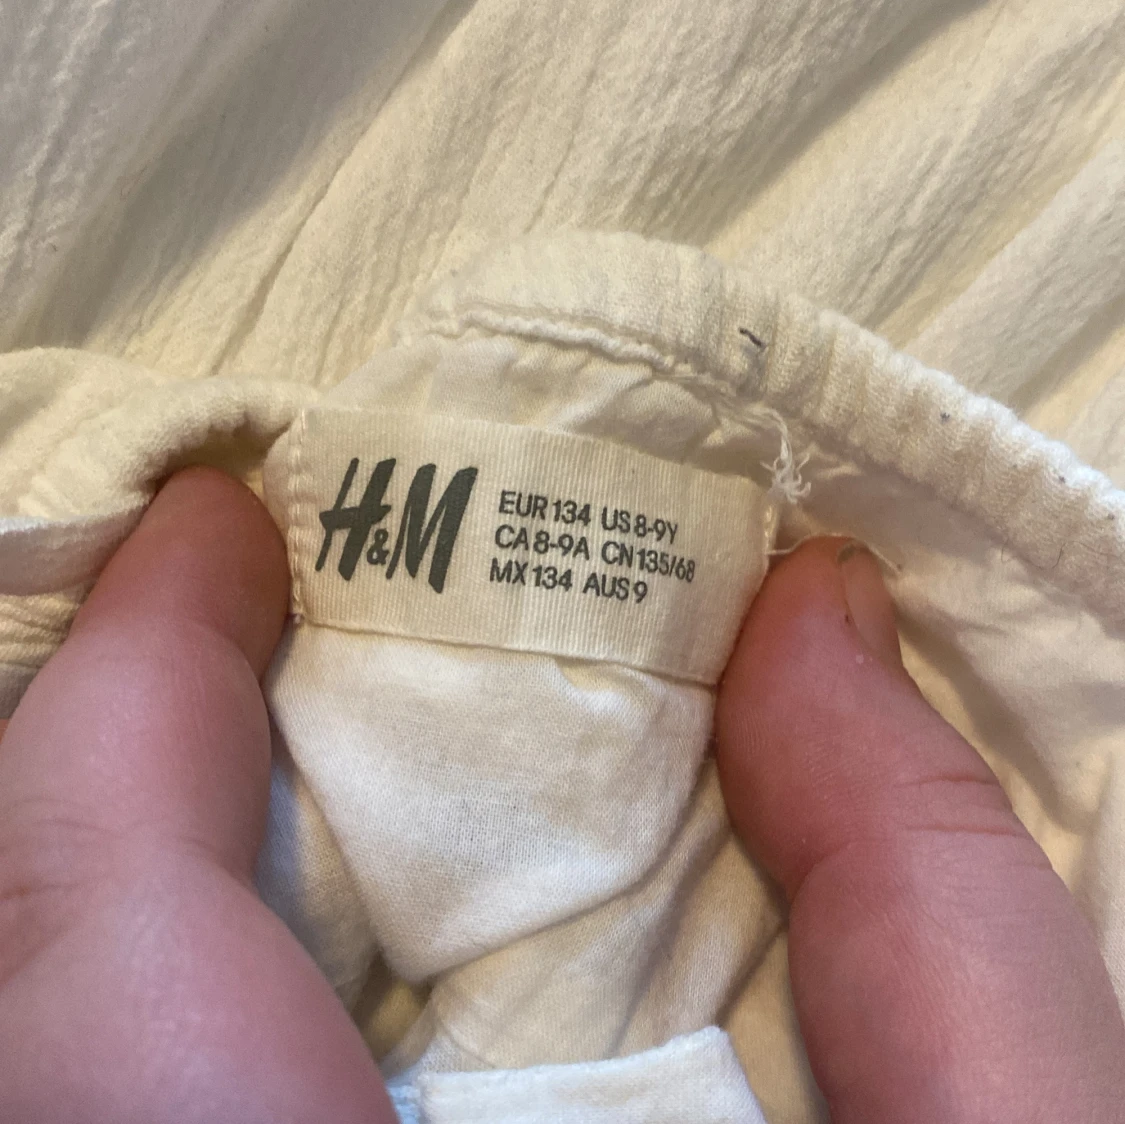 H&M
EUR 134 US 8-9Y
CA 8-9A CN 135/68
MX 134 AUS 9